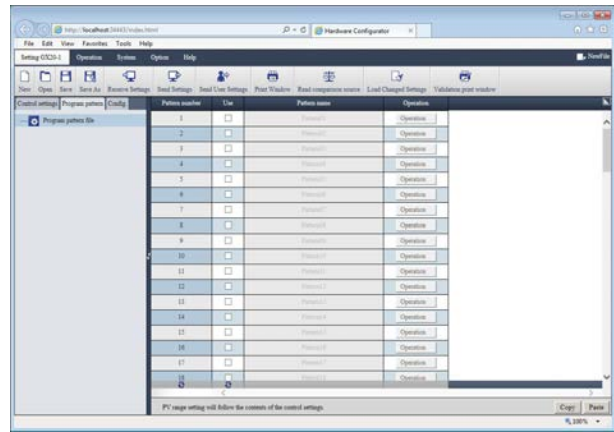 http://localhost:24443/index.html
Hardware Configurator
File Edit View Favorites Tools Help
Setting GX20-1 Operation System Option Help NewFile
New Open Save Save As Receive Settings Send Settings Send User Settings Print Window Read comparison source Load Changed Settings Validation print window
Control settings Program pattern Config. Pattern number Use Pattern name Operation
Program pattern file
1 Operation
2 Operation
3 Operation
4 Operation
5 Operation
6 Operation
7 Operation
8 Operation
9 Operation
10 Operation
11 Operation
12 Operation
13 Operation
14 Operation
15 Operation
16 Operation
17 Operation
18 Operation
PV range setting will follow the contents of the control settings. Copy Paste
100%